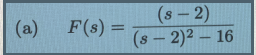 (a) F(s) = (s − 2) / ((s − 2)² − 16)